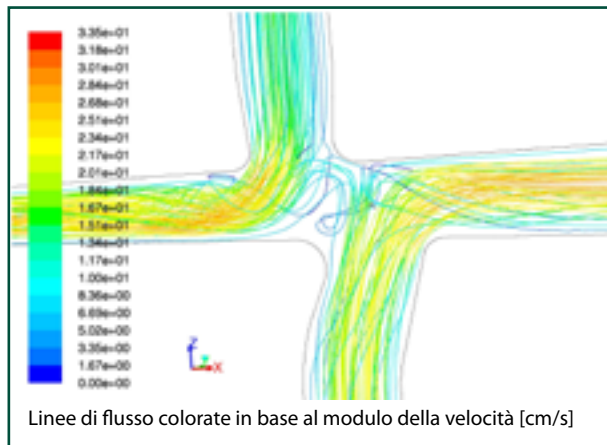 3.35e+01
3.18e+01
3.01e+01
2.84e+01
2.68e+01
2.51e+01
2.34e+01
2.17e+01
2.01e+01
1.84e+01
1.67e+01
1.51e+01
1.34e+01
1.17e+01
1.00e+01
8.36e+00
6.69e+00
5.02e+00
3.35e+00
1.67e+00
0.00e+00
Z
Y
X
Linee di flusso colorate in base al modulo della velocità [cm/s]